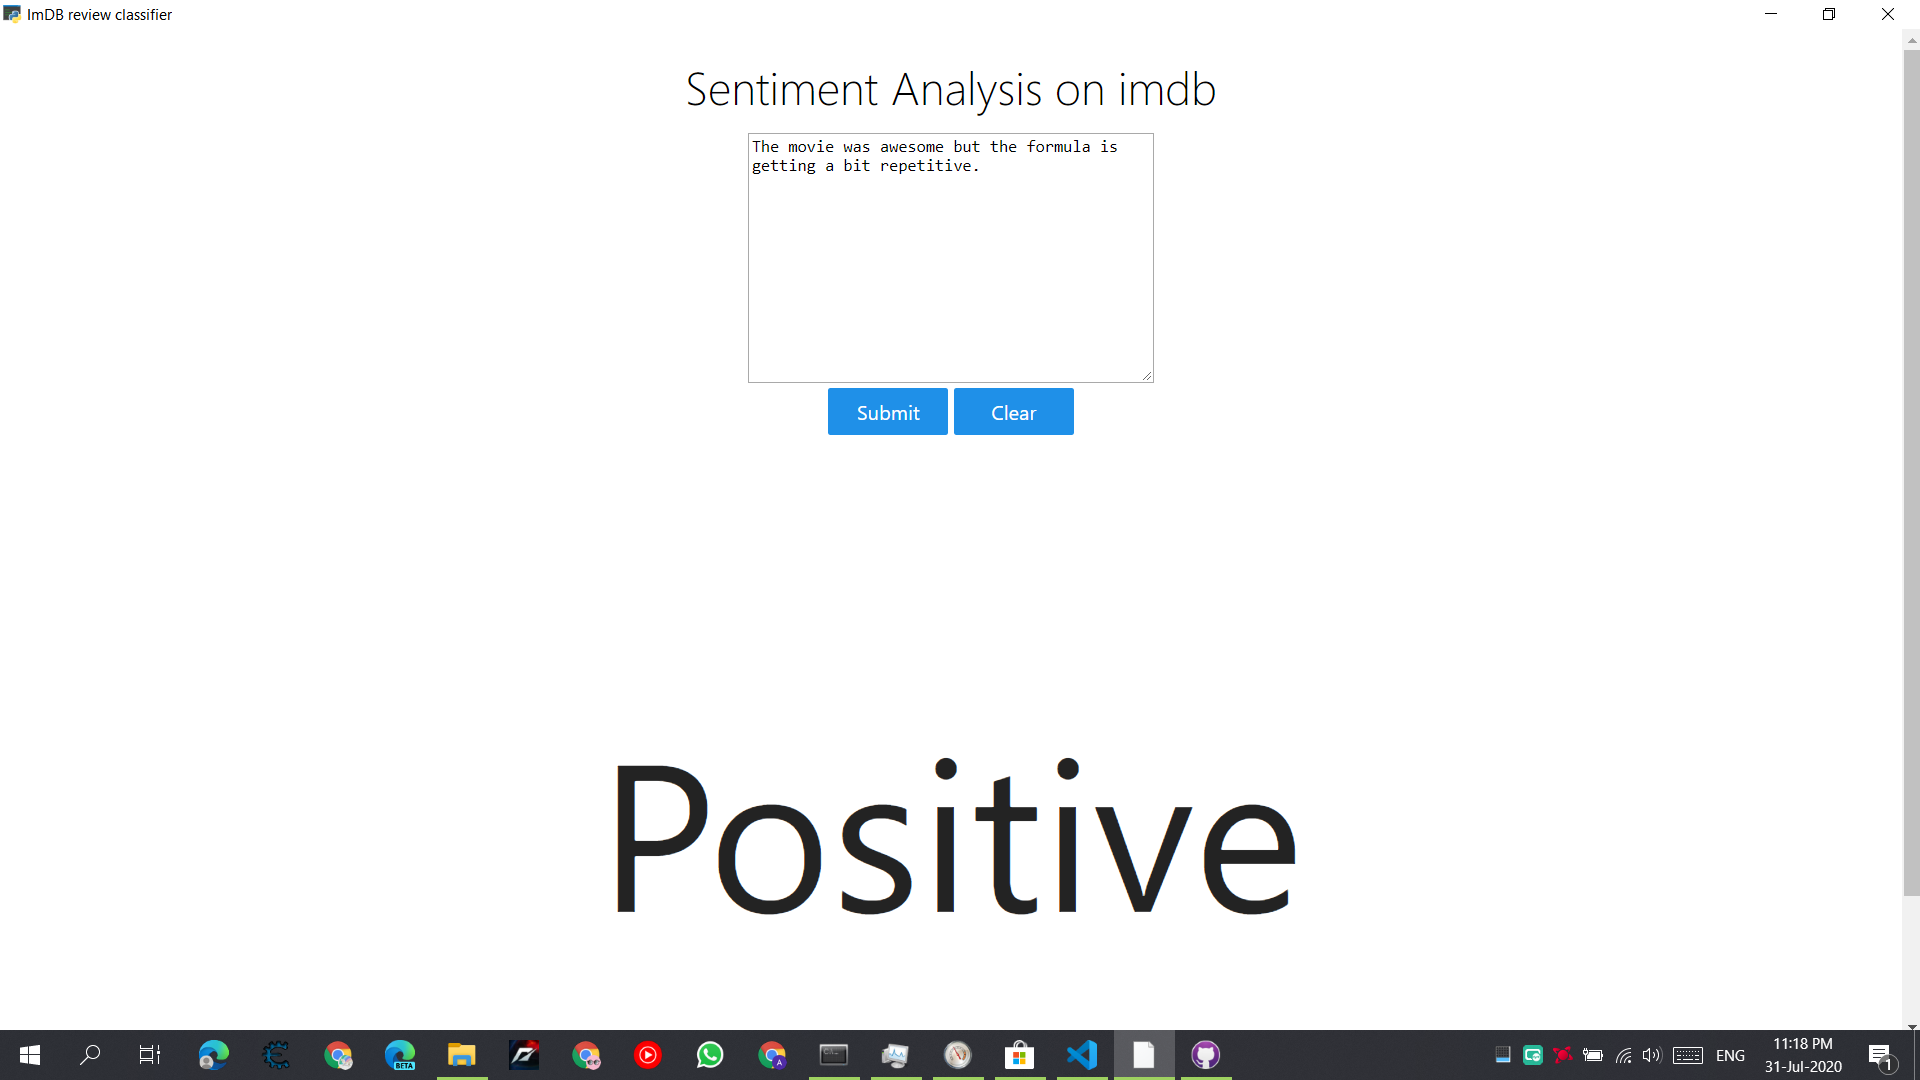 ImDB review classifier
Sentiment Analysis on imdb
The movie was awesome but the formula is
getting a bit repetitive.
Submit Clear
Positive
BETA
A
ENG
11:18 PM
31-Jul-2020
1